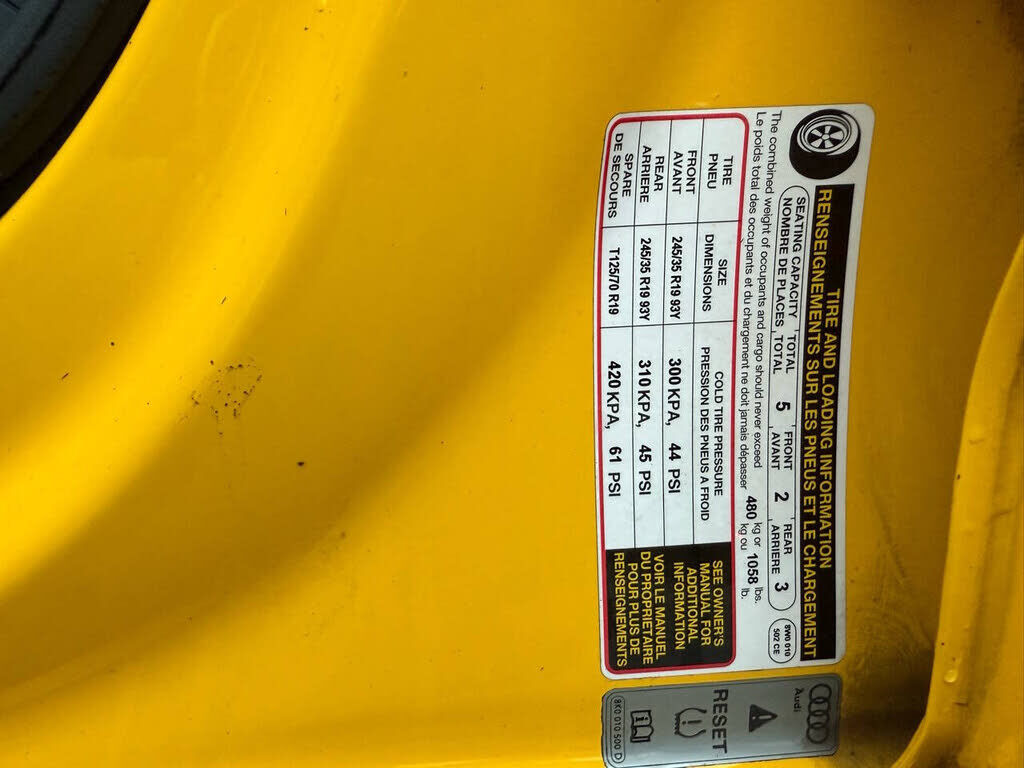 TIRE AND LOADING INFORMATION
RENSEIGNEMENTS SUR LES PNEUS ET LE CHARGEMENT
SEATING CAPACITY TOTAL 5 FRONT 2 REAR 3
NOMBRE DE PLACES TOTAL AVANT ARRIERE
8W0 010
502 CE
The combined weight of occupants and cargo should never exceed 480 kg or 1058 lbs.
Le poids total des occupants et du chargement ne doit jamais dépasser kg ou lb.
TIRE SIZE COLD TIRE PRESSURE
PNEU DIMENSIONS PRESSION DES PNEUS A FROID
FRONT 245/35 R19 93Y 300 KPA, 44 PSI
AVANT
REAR 245/35 R19 93Y 310 KPA, 45 PSI
ARRIERE
SPARE T125/70 R19 420 KPA, 61 PSI
DE SECOURS
SEE OWNER'S
MANUAL FOR
ADDITIONAL
INFORMATION
VOIR LE MANUEL
DU PROPRIETAIRE
POUR PLUS DE
RENSEIGNEMENTS
Audi
RESET
8K0 010 500 D